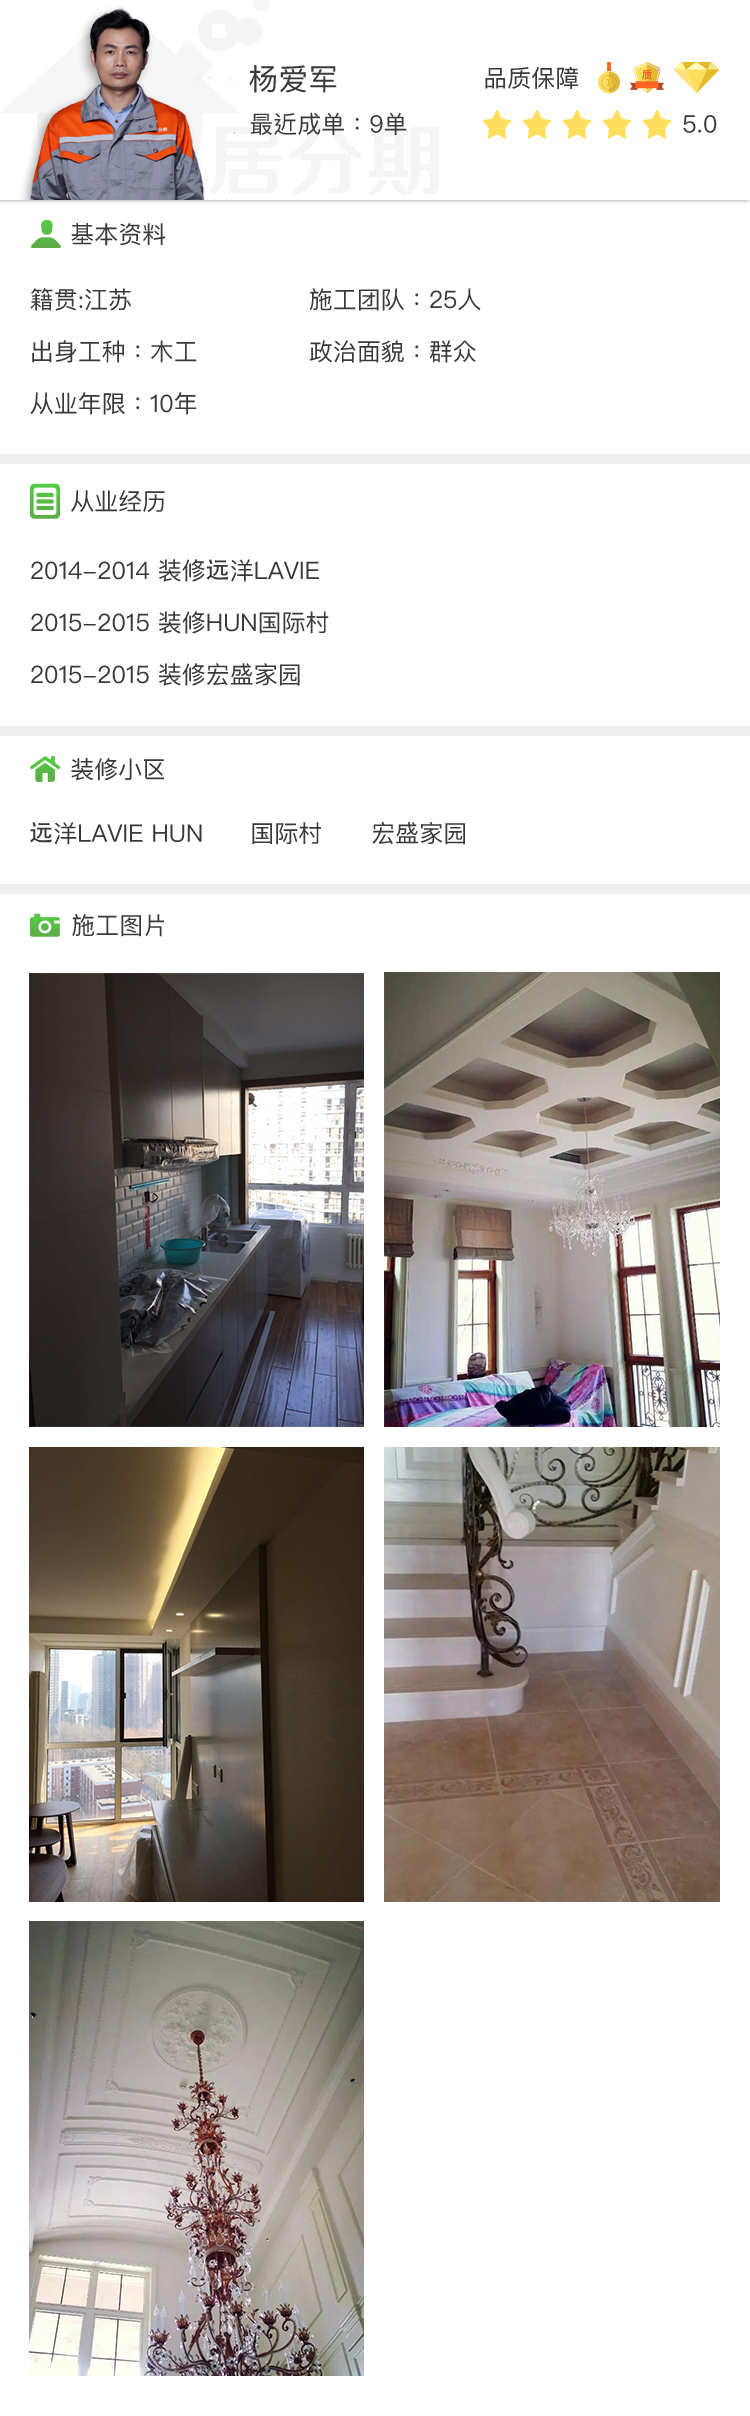 杨爱军
品质保障
质
1
最近成单：9单
5.0
居分期
基本资料
籍贯:江苏
施工团队：25人
出身工种：木工
政治面貌：群众
从业年限：10年
从业经历
2014-2014 装修远洋LAVIE
2015-2015 装修HUN国际村
2015-2015 装修宏盛家园
装修小区
远洋LAVIE HUN 国际村 宏盛家园
施工图片